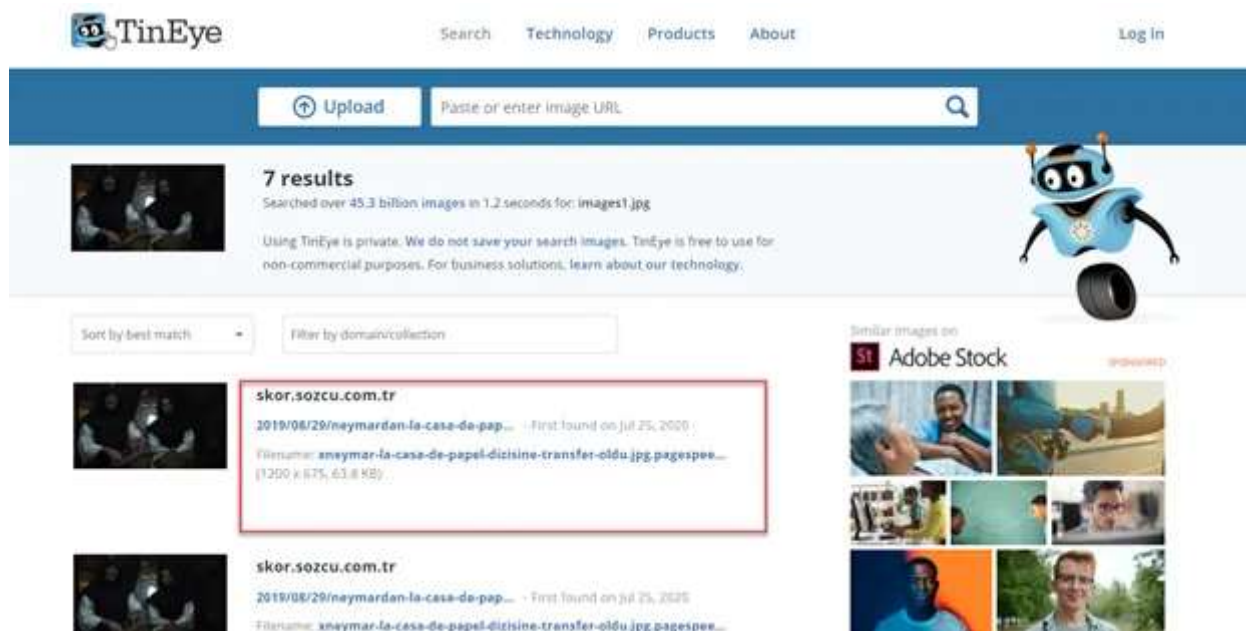 TinEye
Search Technology Products About Log in
Upload Paste or enter image URL
7 results
Searched over 45.3 billion images in 1.2 seconds for: images1.jpg
Using TinEye is private. We do not save your search images. TinEye is free to use for
non-commercial purposes. For business solutions, learn about our technology.
Sort by best match Filter by domain/collection
Similar images on
St Adobe Stock SPONSORED
skor.sozcu.com.tr
2019/08/29/neymardan-la-casa-de-pap... - First found on Jul 25, 2020
Filename: xneymar-la-casa-de-papel-dizisine-transfer-oldu.jpg.pagespee...
(1200 x 675, 63.8 KB)
skor.sozcu.com.tr
2019/08/29/neymardan-la-casa-de-pap... - First found on Jul 25, 2020
Filename: xneymar-la-casa-de-papel-dizisine-transfer-oldu.jpg.pagespee...